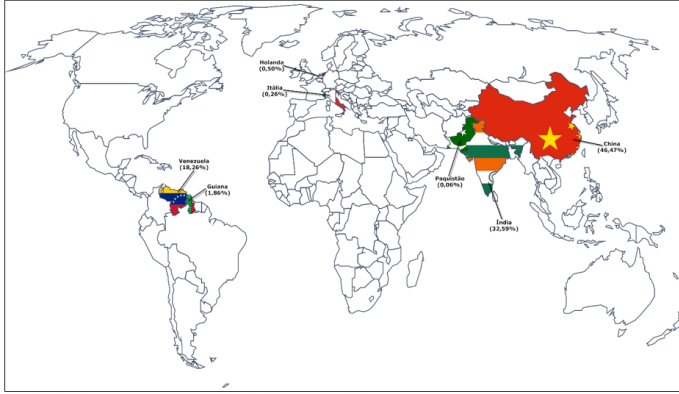 Holanda
(0,50%)
Itália
(0,26%)
China
(46,47%)
Venezuela
(18,26%)
Guiana
(1,86%)
Paquistão
(0,06%)
Índia
(32,59%)